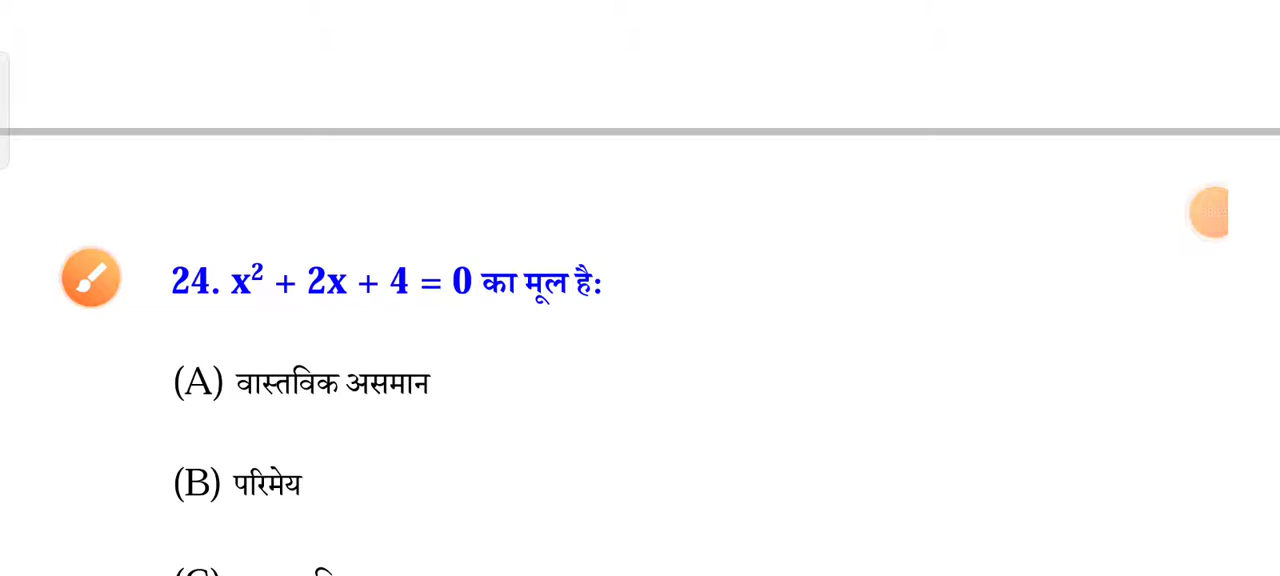 24. x² + 2x + 4 = 0 का मूल है:
(A) वास्तविक असमान
(B) परिमेय